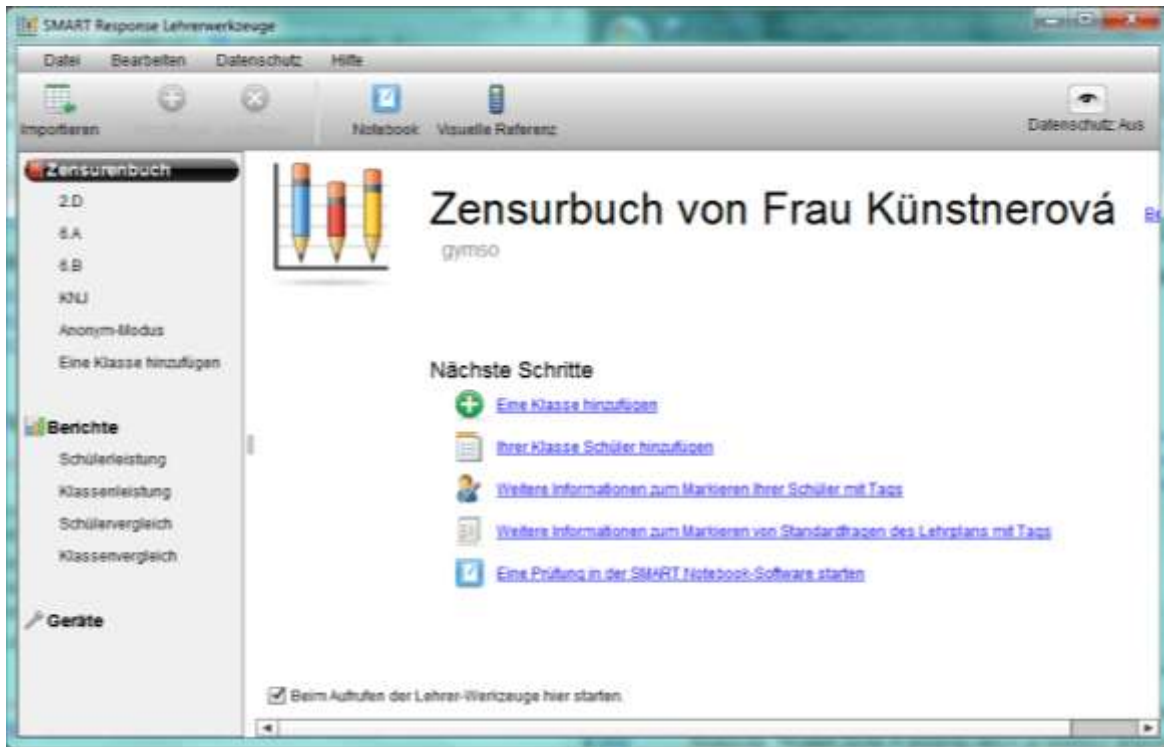 SMART Response Lehrerwerkzeuge
Datei Bearbeiten Datenschutz Hilfe
Importieren Notebook Visuelle Referenz Datenschutz Aus
Zensurenbuch
2.D
6.A
6.B
KNJ
Anonym-Modus
Eine Klasse hinzufügen
Berichte
Schülerleistung
Klassenleistung
Schülervergleich
Klassenvergleich
Geräte
Zensurbuch von Frau Künstnerová Be
gymso
Nächste Schritte
Eine Klasse hinzufügen
Ihrer Klasse Schüler hinzufügen
Weitere Informationen zum Markieren Ihrer Schüler mit Tags
Weitere Informationen zum Markieren von Standardfragen des Lehrplans mit Tags
Eine Prüfung in der SMART Notebook-Software starten
Beim Aufrufen der Lehrer-Werkzeuge hier starten.